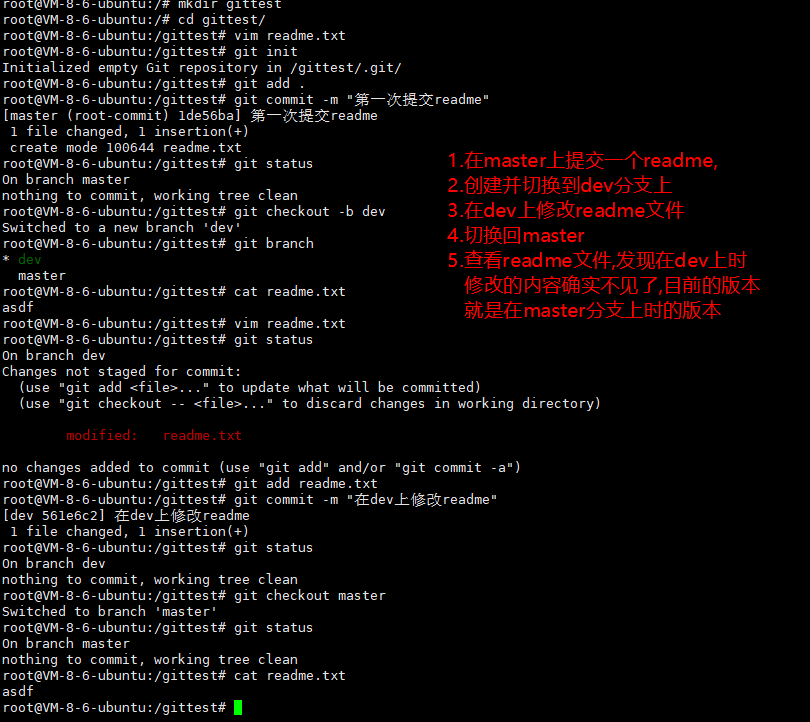 root@VM-8-6-ubuntu:/# mkdir gittest
root@VM-8-6-ubuntu:/# cd gittest/
root@VM-8-6-ubuntu:/gittest# vim readme.txt
root@VM-8-6-ubuntu:/gittest# git init
Initialized empty Git repository in /gittest/.git/
root@VM-8-6-ubuntu:/gittest# git add .
root@VM-8-6-ubuntu:/gittest# git commit -m "第一次提交readme"
[master (root-commit) 1de56ba] 第一次提交readme
 1 file changed, 1 insertion(+)
 create mode 100644 readme.txt
root@VM-8-6-ubuntu:/gittest# git status
On branch master
nothing to commit, working tree clean
root@VM-8-6-ubuntu:/gittest# git checkout -b dev
Switched to a new branch 'dev'
root@VM-8-6-ubuntu:/gittest# git branch
* dev
  master
root@VM-8-6-ubuntu:/gittest# cat readme.txt
asdf
root@VM-8-6-ubuntu:/gittest# vim readme.txt
root@VM-8-6-ubuntu:/gittest# git status
On branch dev
Changes not staged for commit:
  (use "git add <file>..." to update what will be committed)
  (use "git checkout -- <file>..." to discard changes in working directory)
        modified:   readme.txt
no changes added to commit (use "git add" and/or "git commit -a")
root@VM-8-6-ubuntu:/gittest# git add readme.txt
root@VM-8-6-ubuntu:/gittest# git commit -m "在dev上修改readme"
[dev 561e6c2] 在dev上修改readme
 1 file changed, 1 insertion(+)
root@VM-8-6-ubuntu:/gittest# git status
On branch dev
nothing to commit, working tree clean
root@VM-8-6-ubuntu:/gittest# git checkout master
Switched to branch 'master'
root@VM-8-6-ubuntu:/gittest# git status
On branch master
nothing to commit, working tree clean
root@VM-8-6-ubuntu:/gittest# cat readme.txt
asdf
root@VM-8-6-ubuntu:/gittest#
1.在master上提交一个readme,
2.创建并切换到dev分支上
3.在dev上修改readme文件
4.切换回master
5.查看readme文件,发现在dev上时
修改的内容确实不见了,目前的版本
就是在master分支上时的版本